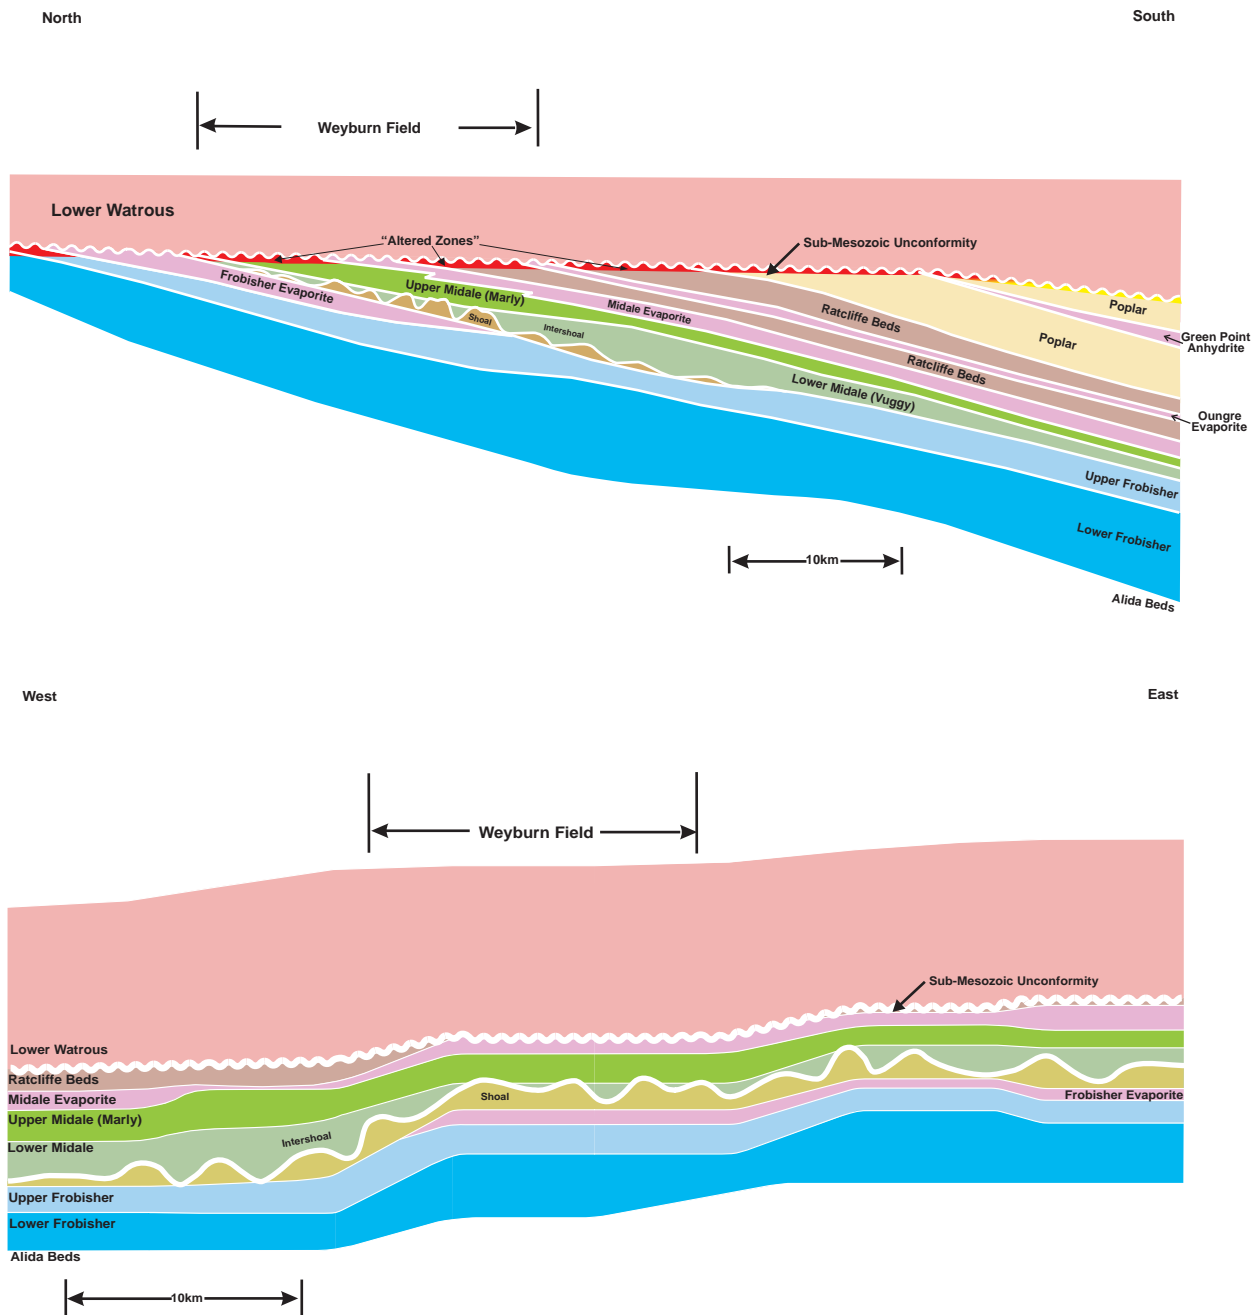 North
South
Weyburn Field
Lower Watrous
“Altered Zones”
Sub-Mesozoic Unconformity
Frobisher Evaporite
Upper Midale (Marly)
Shoal
Intershoal
Midale Evaporite
Ratcliffe Beds
Poplar
Poplar
Green Point
Anhydrite
Ratcliffe Beds
Lower Midale (Vuggy)
Oungre
Evaporite
Upper Frobisher
Lower Frobisher
10km
Alida Beds
West
East
Weyburn Field
Sub-Mesozoic Unconformity
Lower Watrous
Ratcliffe Beds
Midale Evaporite
Upper Midale (Marly)
Lower Midale
Intershoal
Shoal
Frobisher Evaporite
Upper Frobisher
Lower Frobisher
Alida Beds
10km